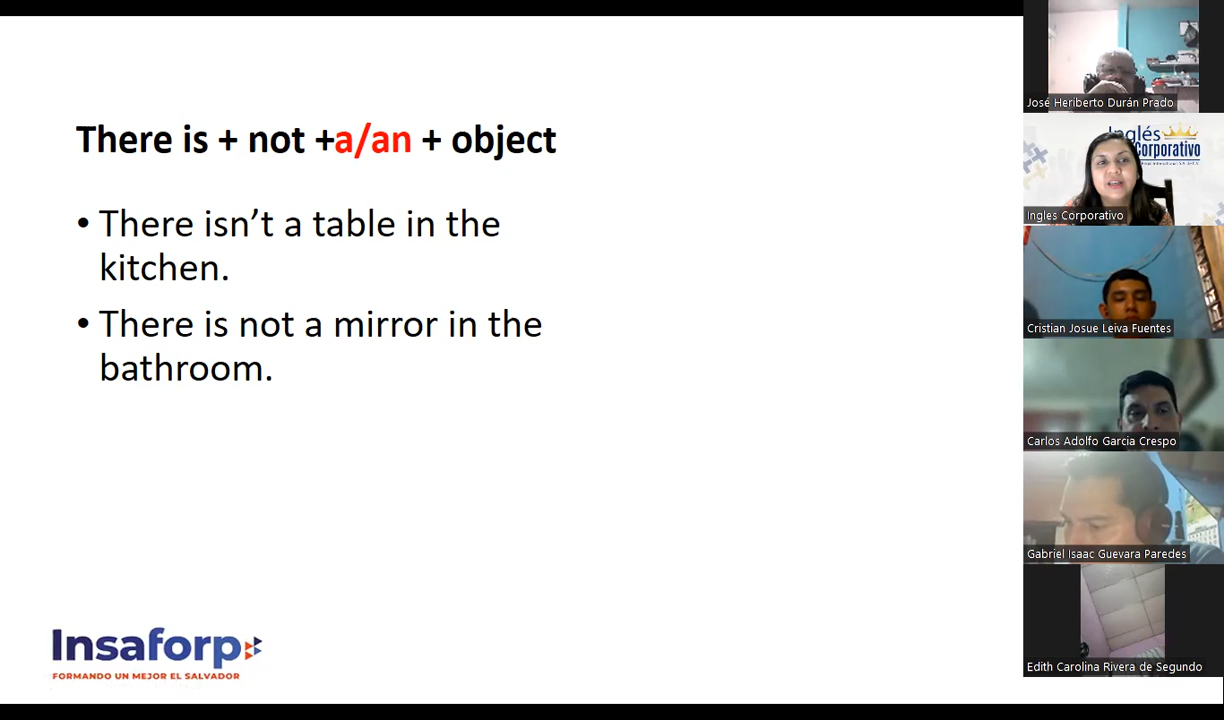 There is + not +a/an + object
• There isn’t a table in the
kitchen.
• There is not a mirror in the
bathroom.
Insaforp
FORMANDO UN MEJOR EL SALVADOR
José Heriberto Durán Prado
Inglés
Corporativo
Ingles Corporativo
Cristian Josue Leiva Fuentes
Carlos Adolfo Garcia Crespo
Gabriel Isaac Guevara Paredes
Edith Carolina Rivera de Segundo